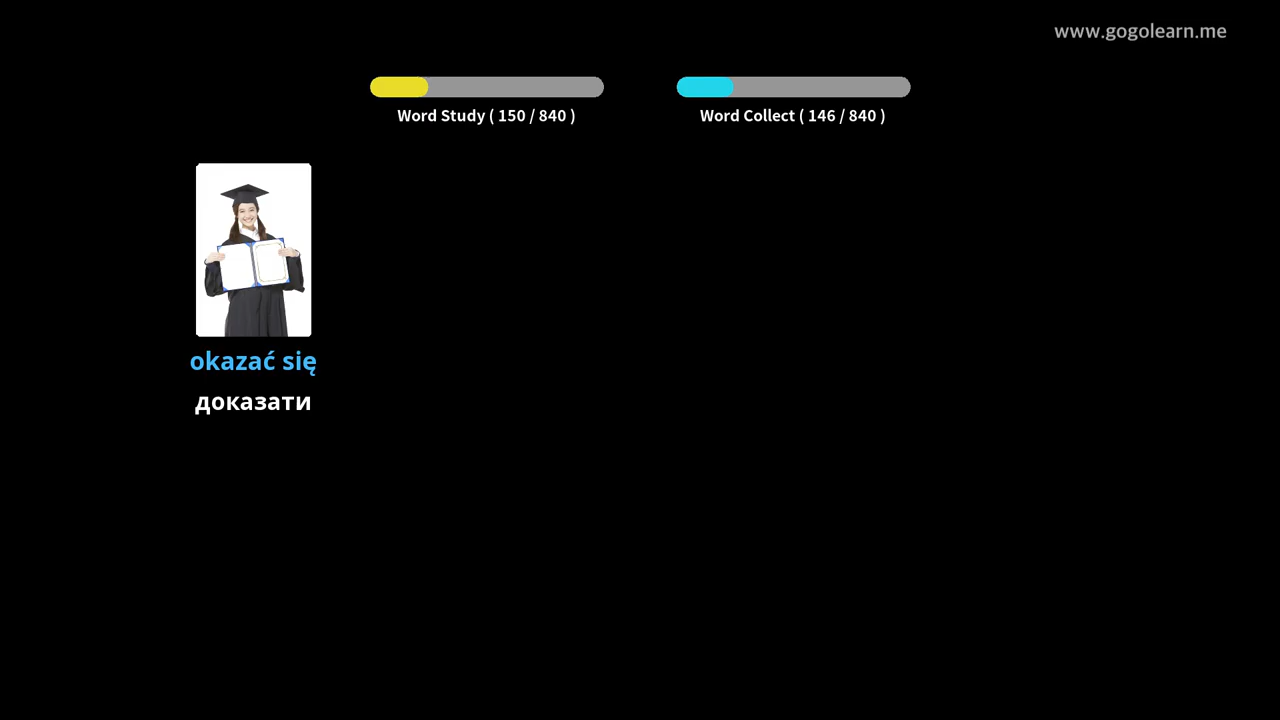 www.gogolearn.me
Word Study ( 150 / 840 )
Word Collect ( 146 / 840 )
okazać się
доказати